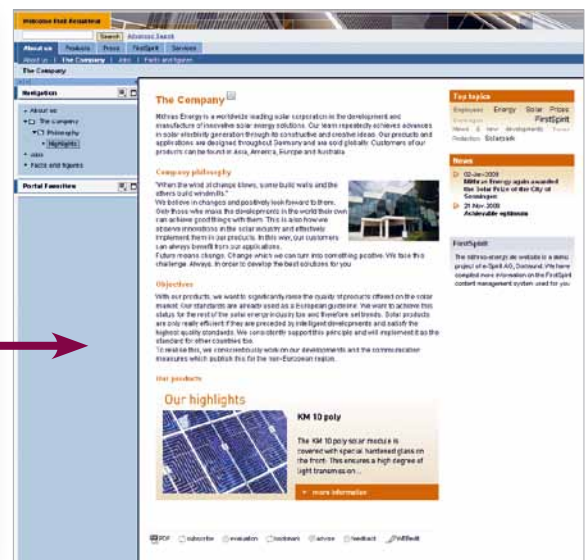 Search Advanced Search
About us Products Press FirstSpirit Services
About us | The Company | Jobs | Facts and figures
The Company
Navigation
About us
The company
Philosophy
Highlights
Jobs
Facts and figures
Portal Favorites
The Company
Mithras Energy is a worldwide leading solar corporation in the development and
manufacture of innovative solar energy solutions. Our team repeatedly achieves advances
in solar electricity generation through its constructive and creative ideas. Our products and
applications are designed throughout Germany and are sold globally. Customers of our
products can be found in Asia, America, Europe and Australia.
Company philosophy
"When the wind of change blows, some build walls and the
others build windmills."
We believe in changes and positively look forward to them.
Only those who make the developments in the world their own
can achieve good things with them. This is also how we
observe innovations in the solar industry and effectively
implement them in our products. In this way, our customers
can always benefit from our applications.
Future means change. Change which we can turn into something positive. We face this
challenge. Always. In order to develop the best solutions for you
Objectives
With our products, we want to significantly raise the quality of products offered on the solar
market. Our standards are already used as a European guideline. We want to achieve this
status for the rest of the solar energy industry too and therefore set trends. Solar products
are only really efficient if they are preceded by intelligent developments and satisfy the
highest quality standards. We consistently support this principle and will implement it as the
standard for other countries too.
To realise this, we conscientiously work on our developments and the communication
measures which publish this for the non-European region.
Our products
Our highlights
KM 10 poly
The KM 10 poly solar module is
covered with special hardened glass on
the front. This ensures a high degree of
light transmission...
more information
PDF subscribe evaluation bookmark advise feedback WEBedit
Top topics
Employees Energy Solar Prices
FirstSpirit
News & new developments
Production Solarpark
News
02-Jan-2009
Mithras Energy again awarded
the Solar Prize of the City of
Sonningen
21-Nov-2008
Achievable optimum
FirstSpirit
The mithras-energy.de website is a demo
project of e-Spirit AG, Dortmund. We have
compiled more information on the FirstSpirit
content management system used for you